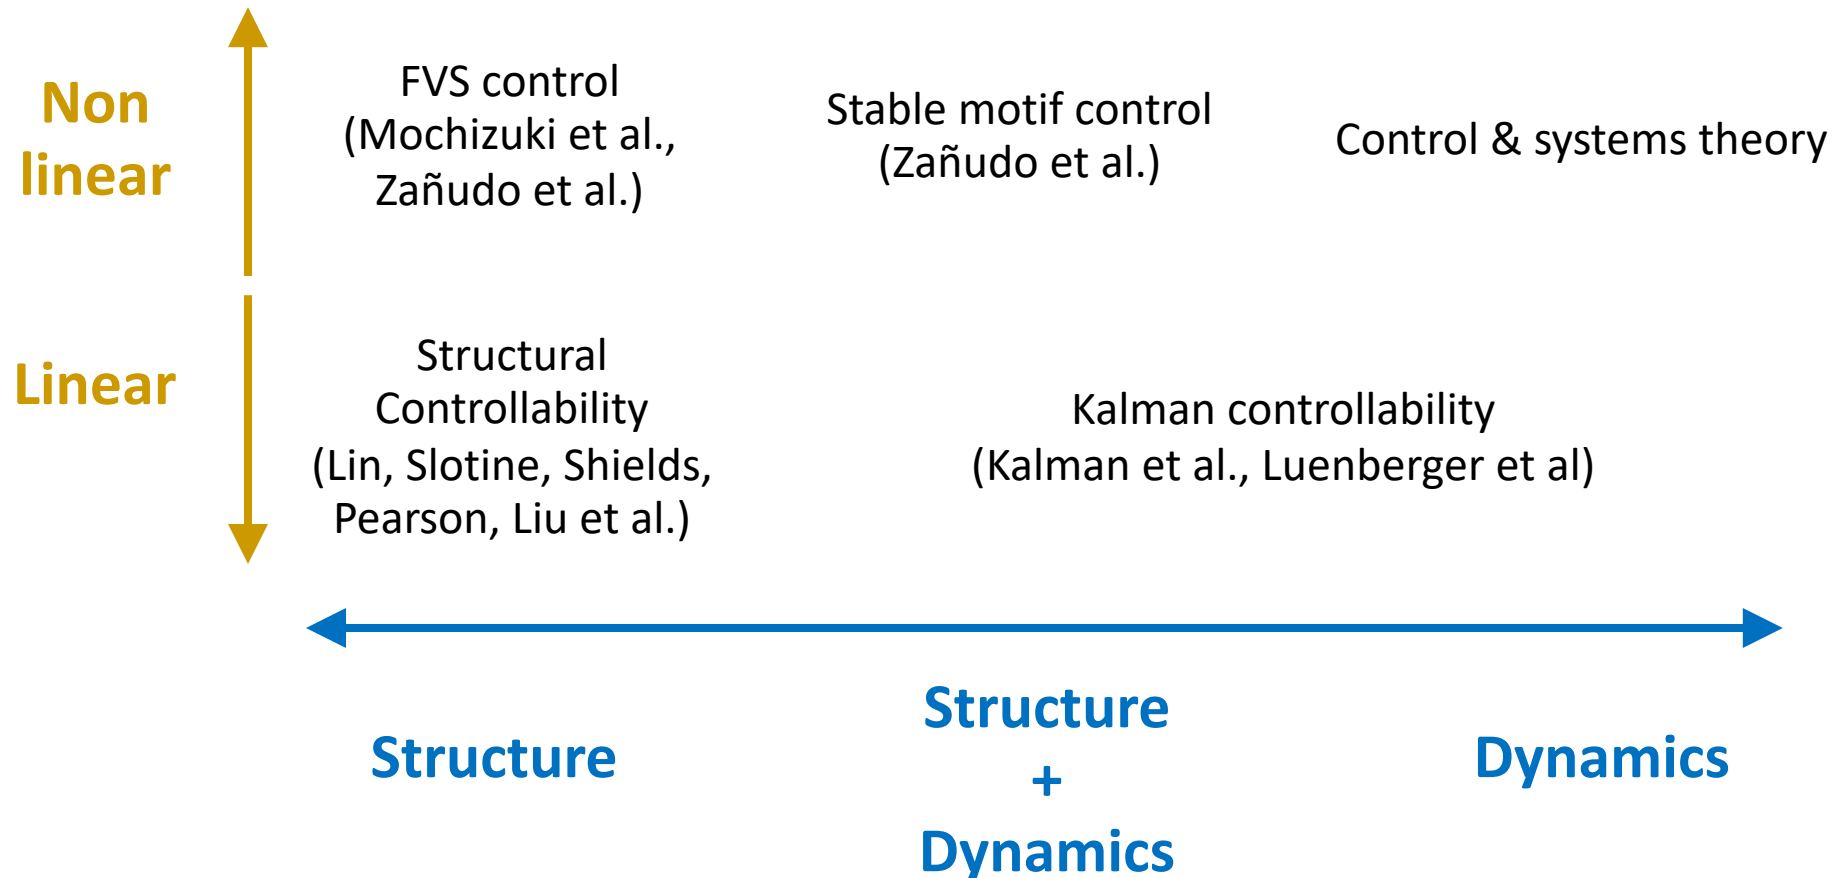 Non
linear
FVS control
(Mochizuki et al.,
Zañudo et al.)
Stable motif control
(Zañudo et al.)
Control & systems theory
Linear
Structural
Controllability
(Lin, Slotine, Shields,
Pearson, Liu et al.)
Kalman controllability
(Kalman et al., Luenberger et al)
Structure
Structure
+
Dynamics
Dynamics